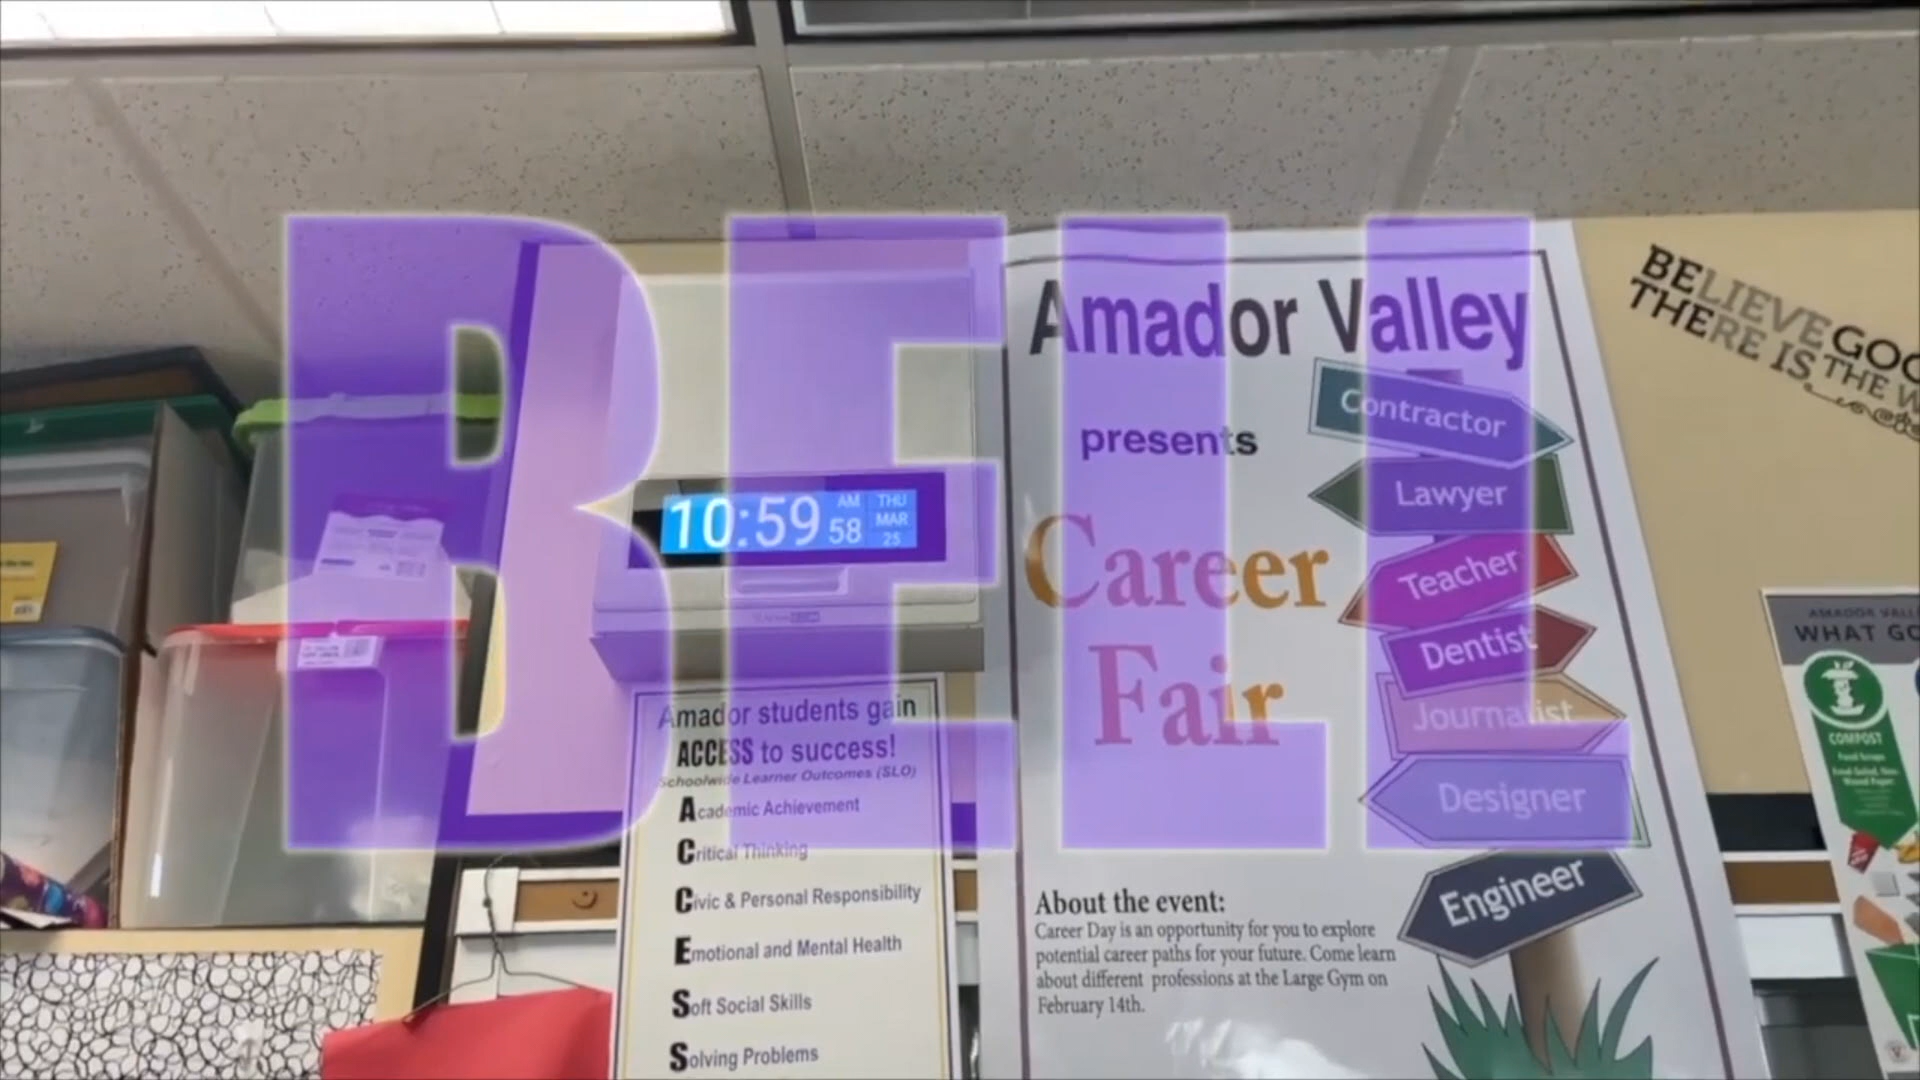 BELL
10:59
AM
58
THU
MAR
25
Amador students gain
ACCESS to success!
Schoolwide Learner Outcomes (SLO)
Academic Achievement
Critical Thinking
Civic & Personal Responsibility
Emotional and Mental Health
Soft Social Skills
Solving Problems
Amador Valley
presents
Career
Fair
Contractor
Lawyer
Teacher
Dentist
Journalist
Designer
Engineer
About the event:
Career Day is an opportunity for you to explore
potential career paths for your future. Come learn
about different professions at the Large Gym on
February 14th.
BELIEVE
THERE IS THE
WHAT
COMPOST
Food Scraps